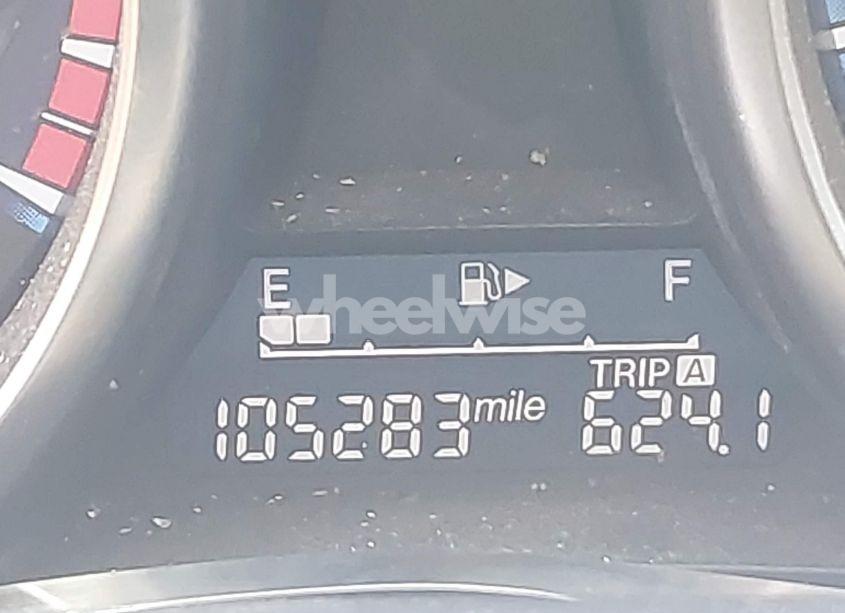 E F
wheelwise
TRIP A
105283 mile 624.1